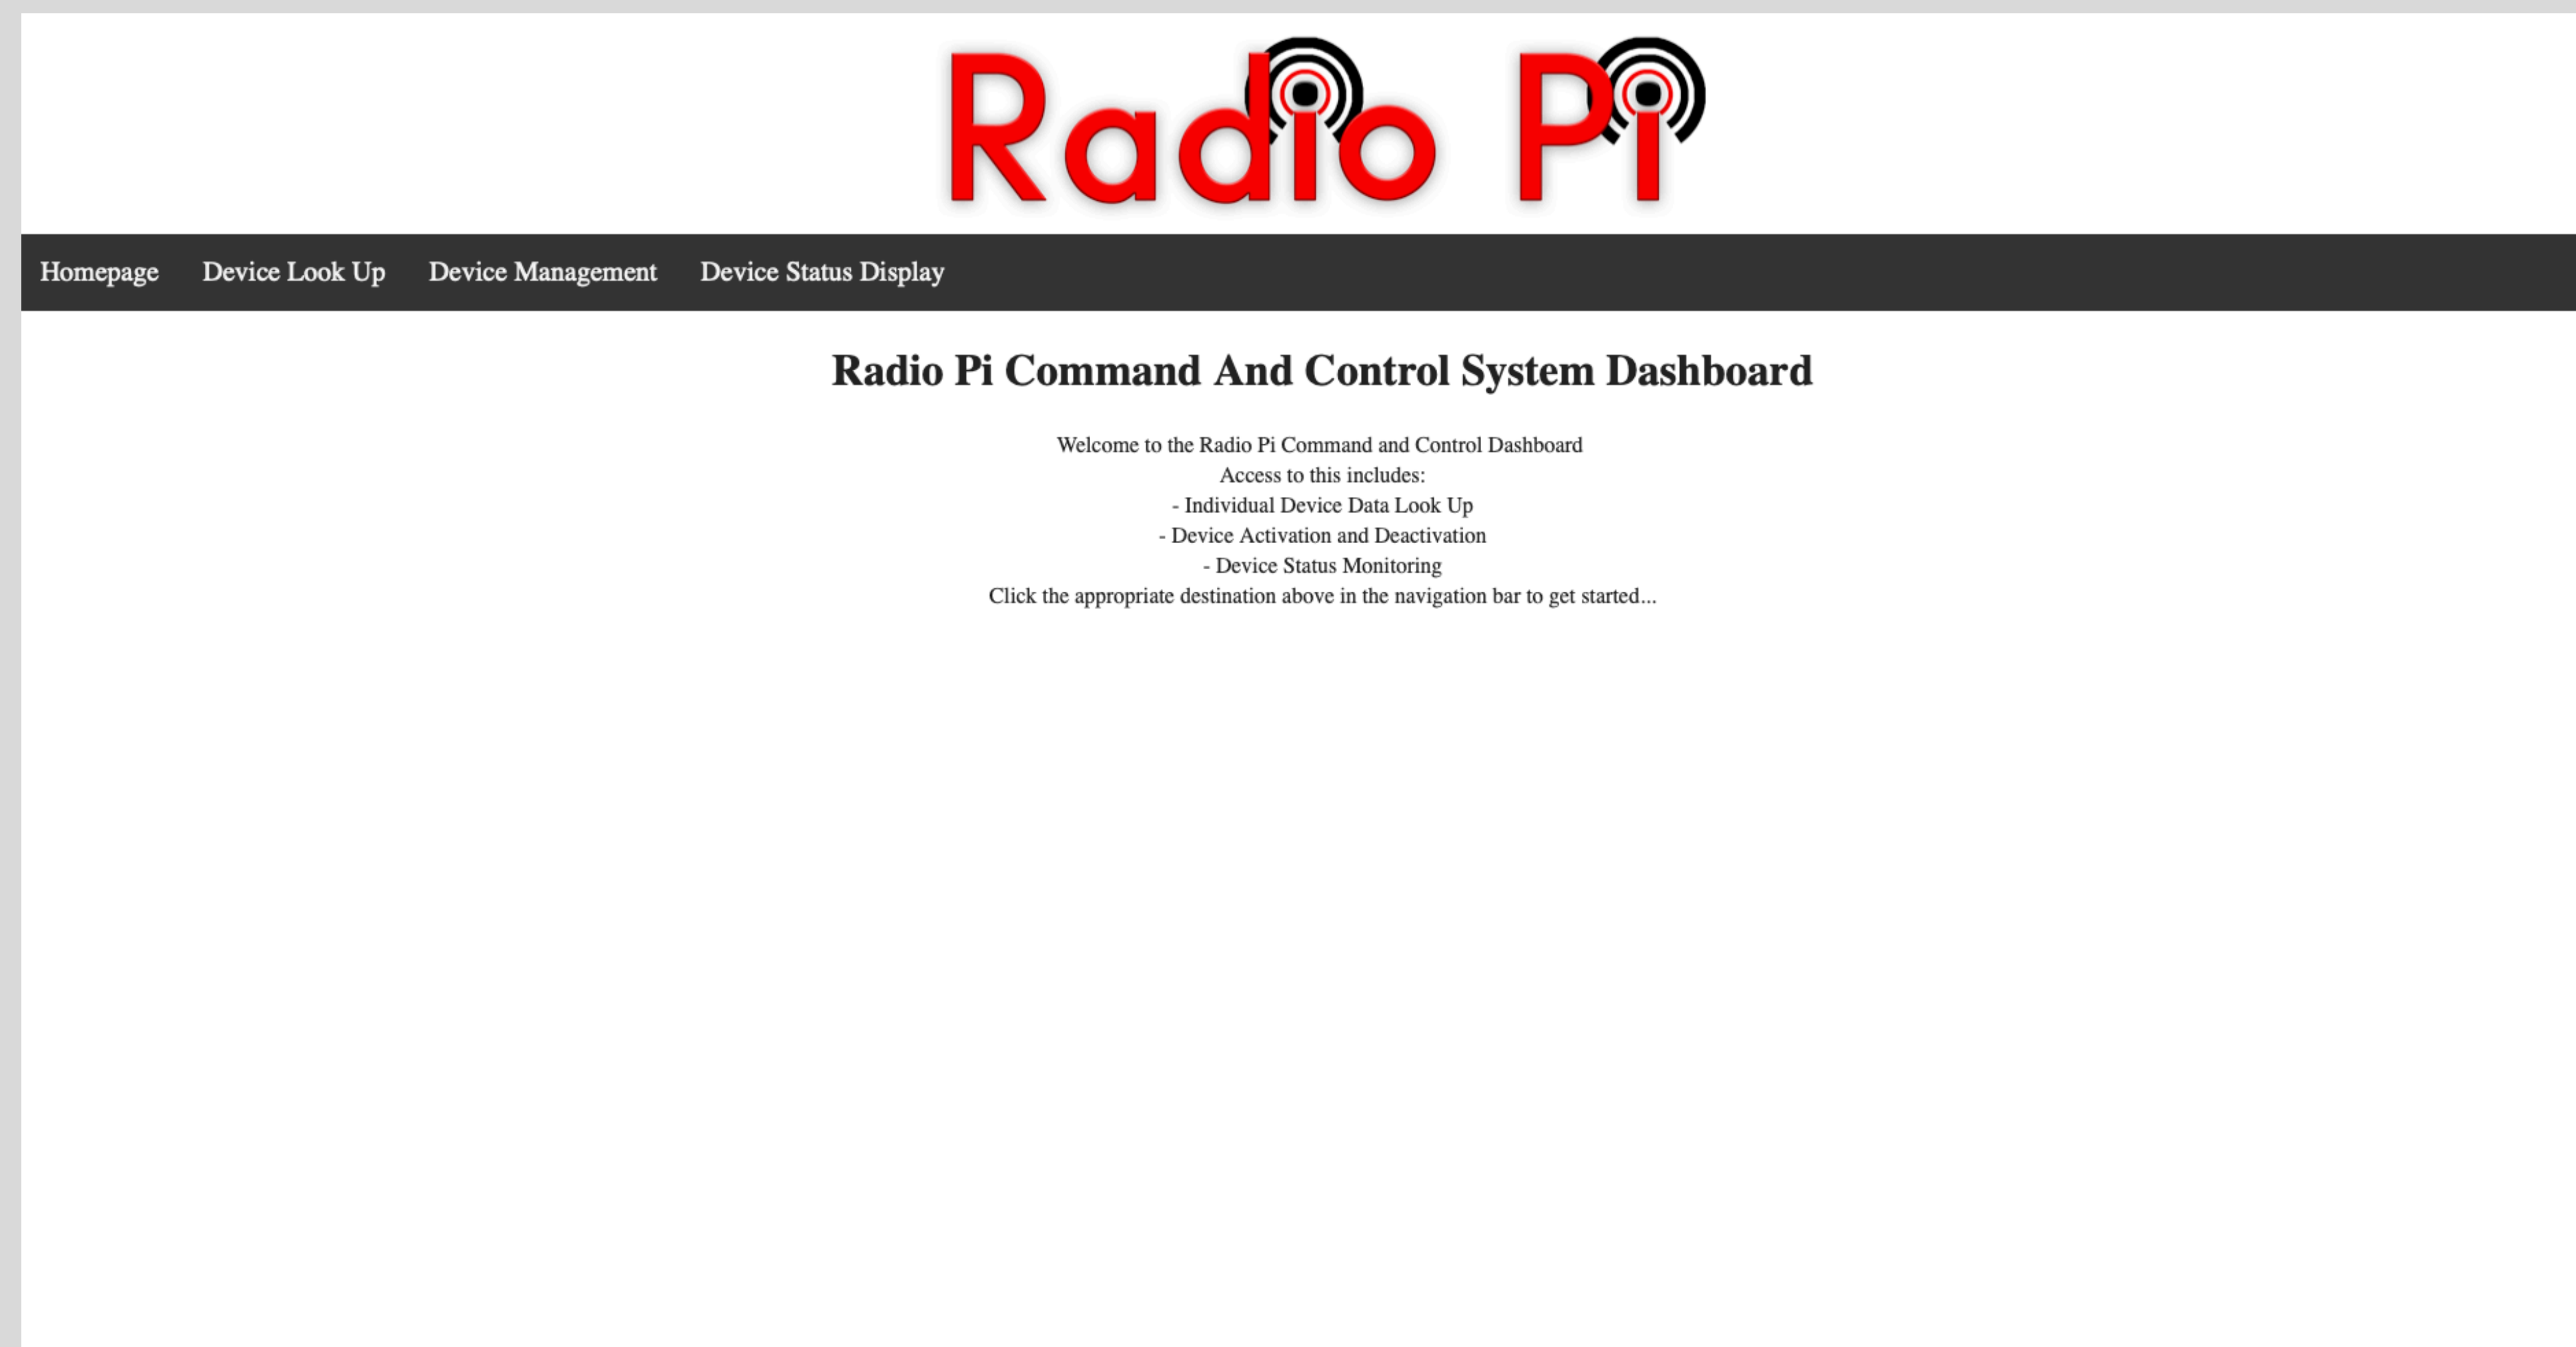 Radio Pi
Homepage Device Look Up Device Management Device Status Display
Radio Pi Command And Control System Dashboard
Welcome to the Radio Pi Command and Control Dashboard
Access to this includes:
- Individual Device Data Look Up
- Device Activation and Deactivation
- Device Status Monitoring
Click the appropriate destination above in the navigation bar to get started...